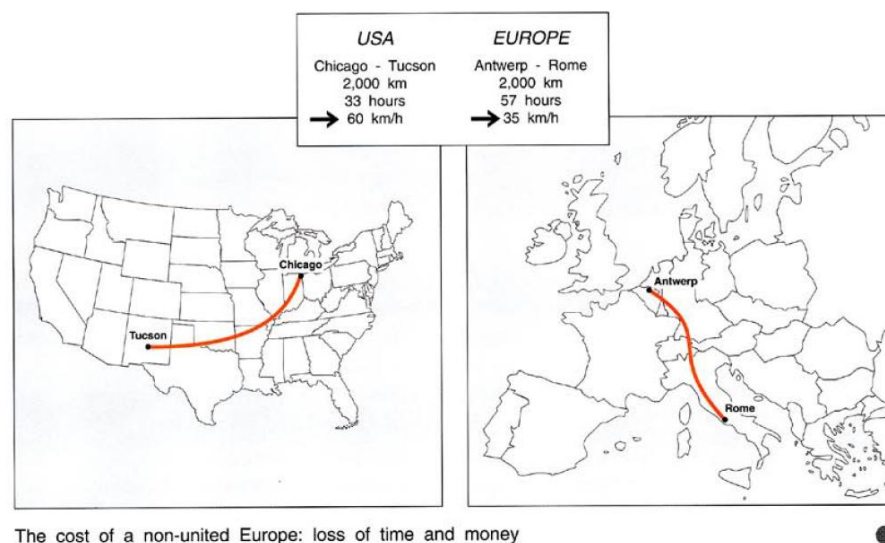 USA
Chicago - Tucson
2,000 km
33 hours
➔ 60 km/h
EUROPE
Antwerp - Rome
2,000 km
57 hours
➔ 35 km/h
Chicago
Tucson
Antwerp
Rome
The cost of a non-united Europe: loss of time and money